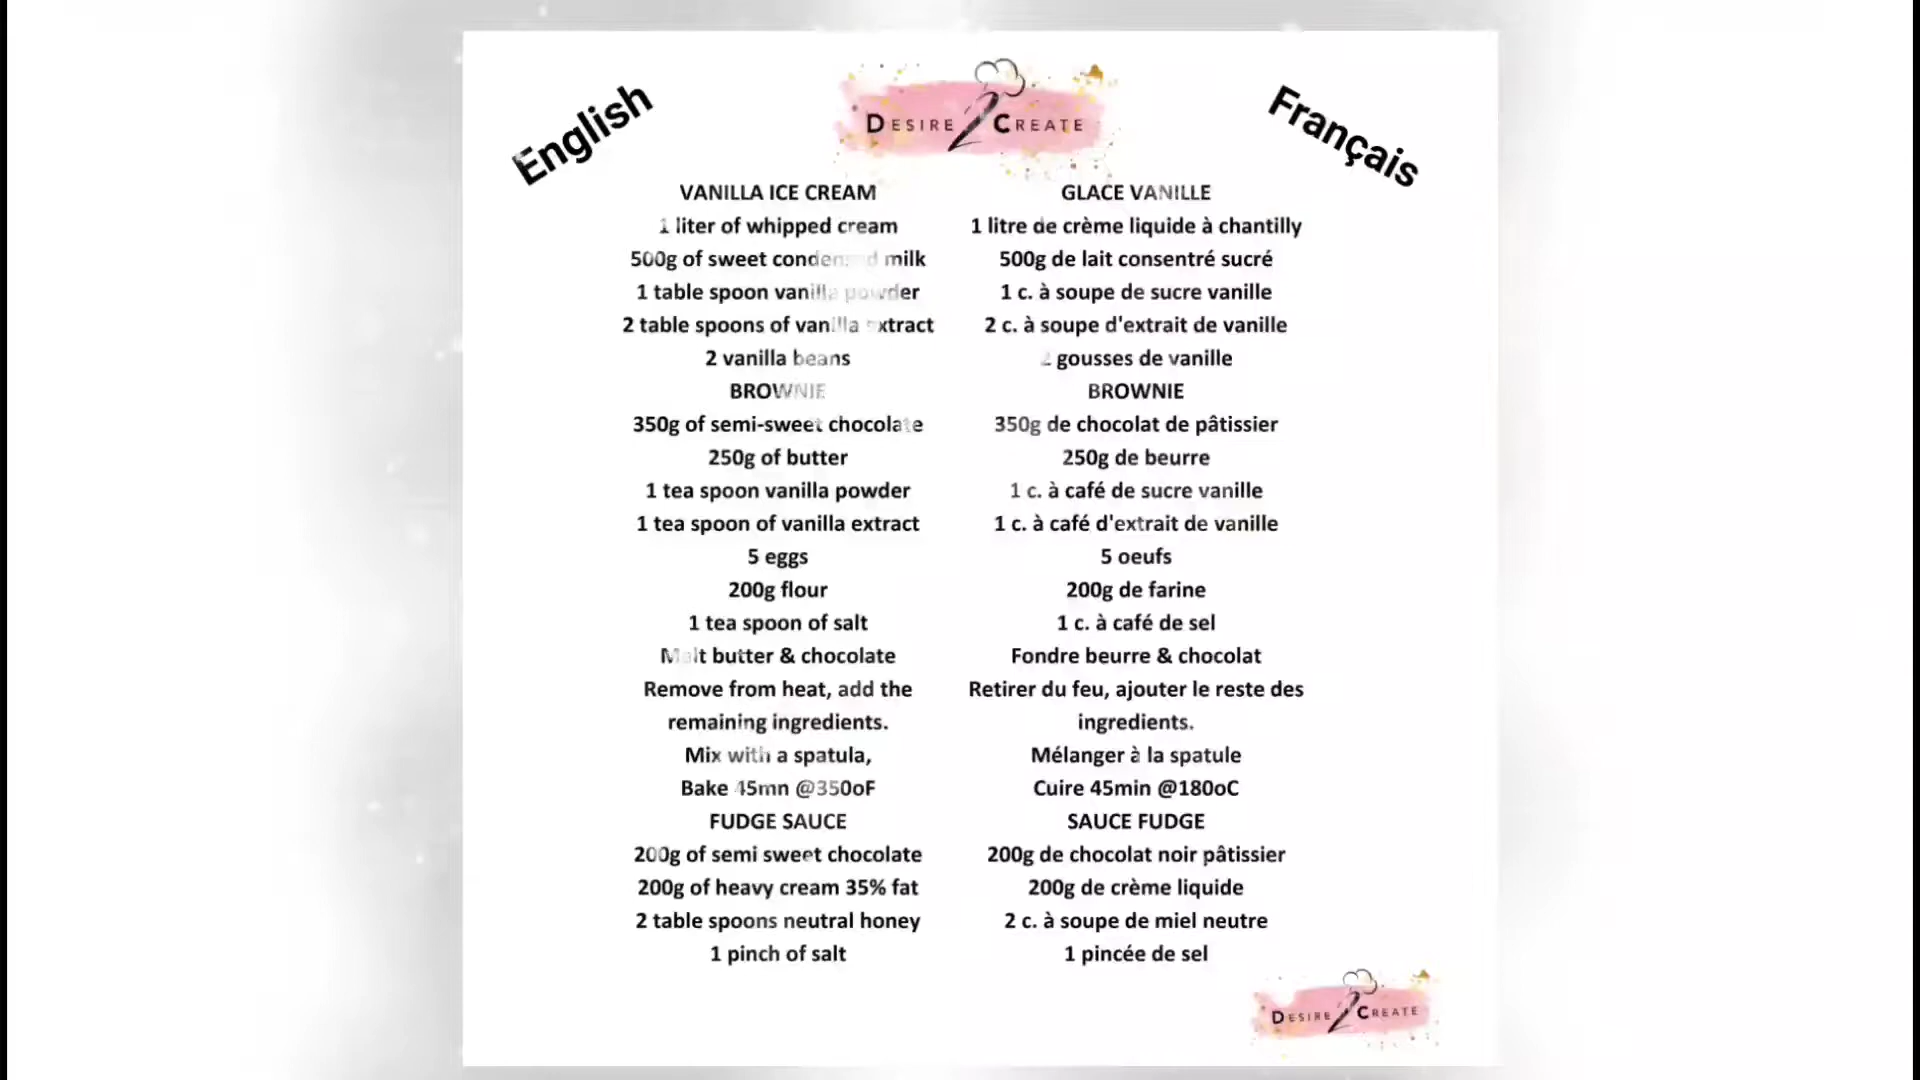 English
DESIRE 2 CREATE
Français
VANILLA ICE CREAM
1 liter of whipped cream
500g of sweet condensed milk
1 table spoon vanilla powder
2 table spoons of vanilla extract
2 vanilla beans
BROWNIE
350g of semi-sweet chocolate
250g of butter
1 tea spoon vanilla powder
1 tea spoon of vanilla extract
5 eggs
200g flour
1 tea spoon of salt
Melt butter & chocolate
Remove from heat, add the
remaining ingredients.
Mix with a spatula,
Bake 45mn @350oF
FUDGE SAUCE
200g of semi sweet chocolate
200g of heavy cream 35% fat
2 table spoons neutral honey
1 pinch of salt
GLACE VANILLE
1 litre de crème liquide à chantilly
500g de lait consentré sucré
1 c. à soupe de sucre vanille
2 c. à soupe d'extrait de vanille
2 gousses de vanille
BROWNIE
350g de chocolat de pâtissier
250g de beurre
1 c. à café de sucre vanille
1 c. à café d'extrait de vanille
5 oeufs
200g de farine
1 c. à café de sel
Fondre beurre & chocolat
Retirer du feu, ajouter le reste des
ingredients.
Mélanger à la spatule
Cuire 45min @180oC
SAUCE FUDGE
200g de chocolat noir pâtissier
200g de crème liquide
2 c. à soupe de miel neutre
1 pincée de sel
DESIRE 2 CREATE